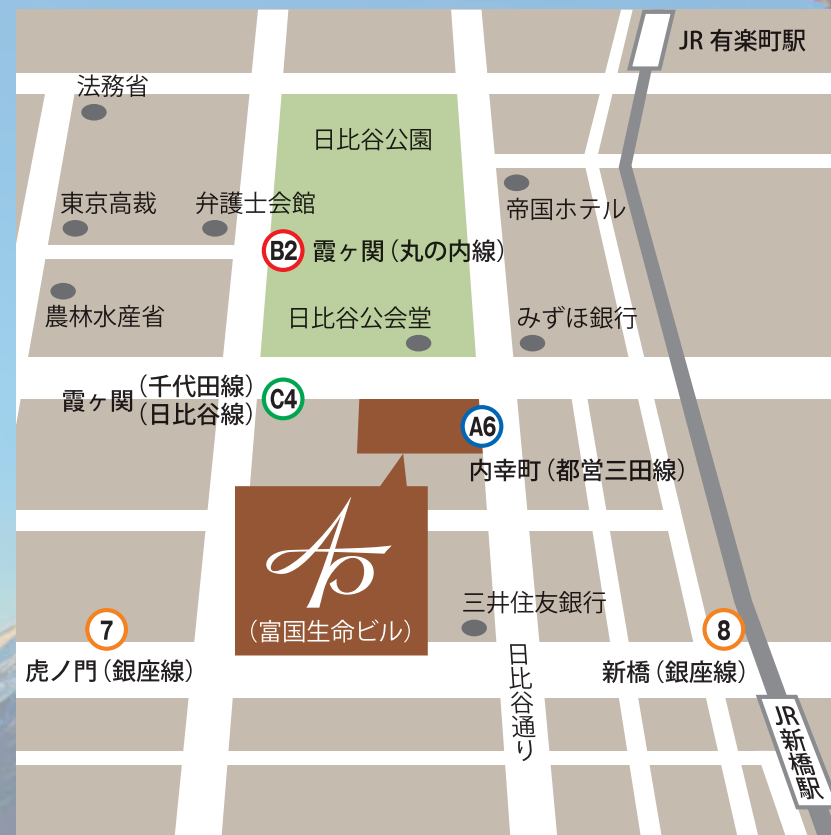 JR 有楽町駅
法務省
日比谷公園
東京高裁
弁護士会館
帝国ホテル
B2 霞ヶ関（丸の内線）
農林水産省
日比谷公会堂
みずほ銀行
霞ヶ関（千代田線）
（日比谷線）
C4
A6
内幸町（都営三田線）
AP
（富国生命ビル）
三井住友銀行
7
虎ノ門（銀座線）
8
新橋（銀座線）
日比谷通り
JR新橋駅